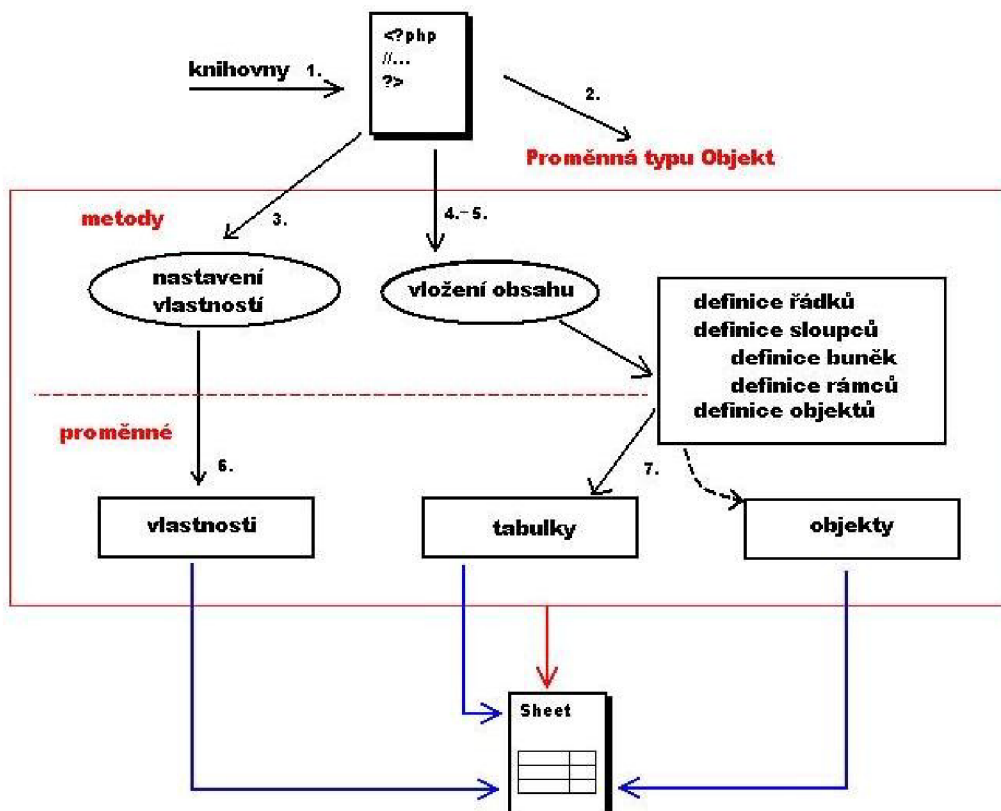 <?php
//...
?>
knihovny 1.
2.
Proměnná typu Objekt
metody
3.
4.-5.
nastavení
vlastností
vložení obsahu
definice řádků
definice sloupců
definice buněk
definice rámců
definice objektů
proměnné
6.
7.
vlastnosti
tabulky
objekty
Sheet